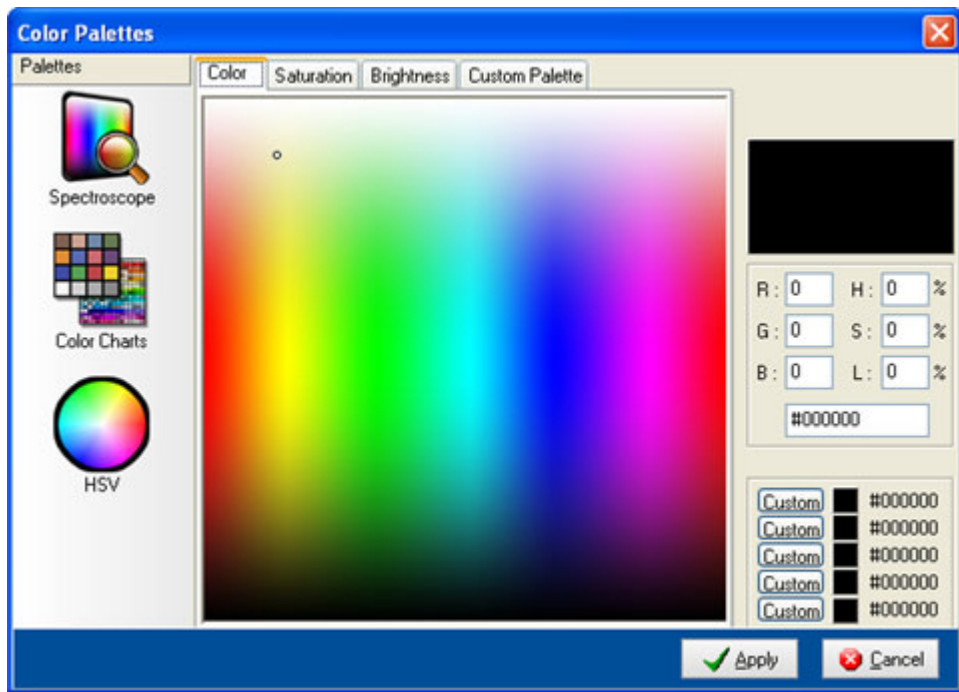 Color Palettes
Palettes
Color Saturation Brightness Custom Palette
Spectroscope
Color Charts
HSV
R : 0 H : 0 %
G : 0 S : 0 %
B : 0 L : 0 %
#000000
Custom #000000
Custom #000000
Custom #000000
Custom #000000
Custom #000000
Apply Cancel